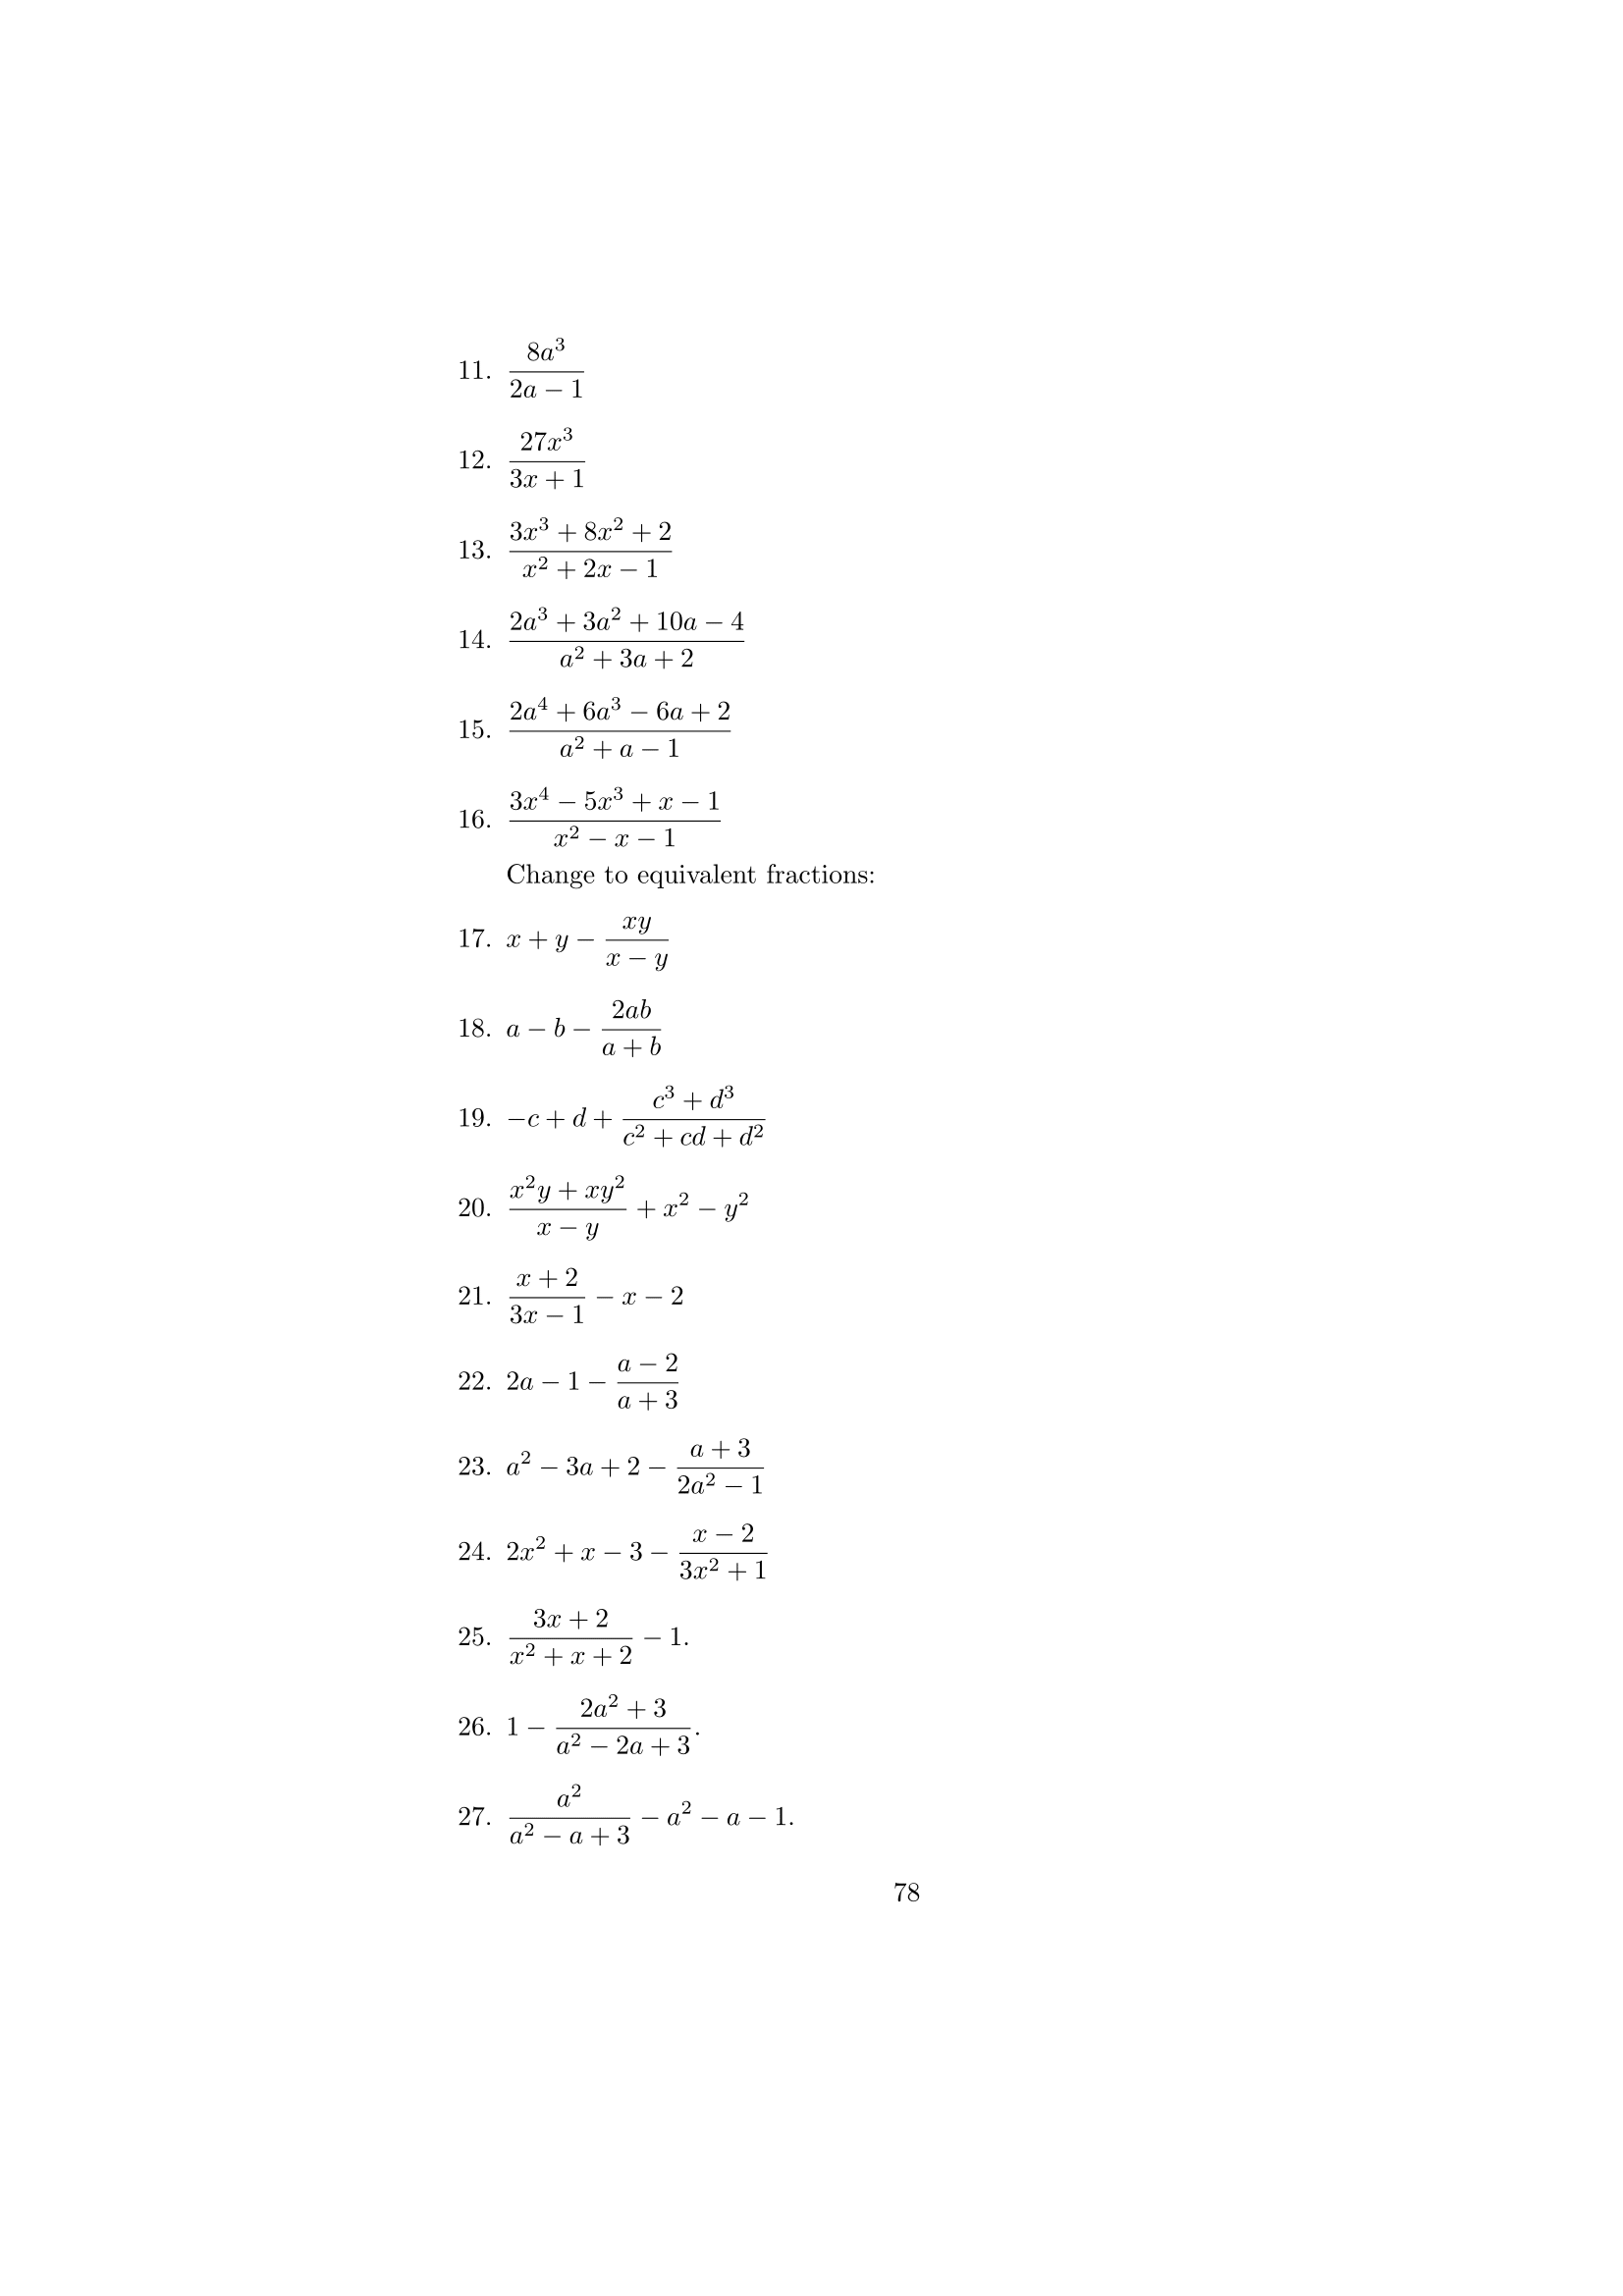 11. \frac{8a^3}{2a - 1}
12. \frac{27x^3}{3x + 1}
13. \frac{3x^3 + 8x^2 + 2}{x^2 + 2x - 1}
14. \frac{2a^3 + 3a^2 + 10a - 4}{a^2 + 3a + 2}
15. \frac{2a^4 + 6a^3 - 6a + 2}{a^2 + a - 1}
16. \frac{3x^4 - 5x^3 + x - 1}{x^2 - x - 1}
Change to equivalent fractions:
17. x + y - \frac{xy}{x - y}
18. a - b - \frac{2ab}{a + b}
19. -c + d + \frac{c^3 + d^3}{c^2 + cd + d^2}
20. \frac{x^2y + xy^2}{x - y} + x^2 - y^2
21. \frac{x + 2}{3x - 1} - x - 2
22. 2a - 1 - \frac{a - 2}{a + 3}
23. a^2 - 3a + 2 - \frac{a + 3}{2a^2 - 1}
24. 2x^2 + x - 3 - \frac{x - 2}{3x^2 + 1}
25. \frac{3x + 2}{x^2 + x + 2} - 1.
26. 1 - \frac{2a^2 + 3}{a^2 - 2a + 3}.
27. \frac{a^2}{a^2 - a + 3} - a^2 - a - 1.
78